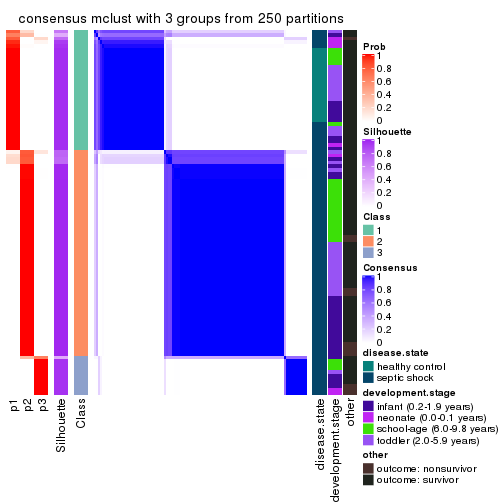 consensus mclust with 3 groups from 250 partitions
Prob
1
0.8
0.6
0.4
0.2
0
Silhouette
1
0.8
0.6
0.4
0.2
0
Class
1
2
3
Consensus
1
0.8
0.6
0.4
0.2
0
disease.state
healthy control
septic shock
development.stage
infant (0.2-1.9 years)
neonate (0.0-0.1 years)
school-age (6.0-9.8 years)
toddler (2.0-5.9 years)
other
outcome: nonsurvivor
outcome: survivor
p1
p2
p3
Silhouette
Class
disease.state
development.stage
other